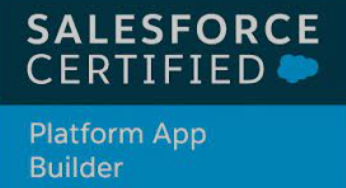 SALESFORCE
CERTIFIED
Platform App
Builder